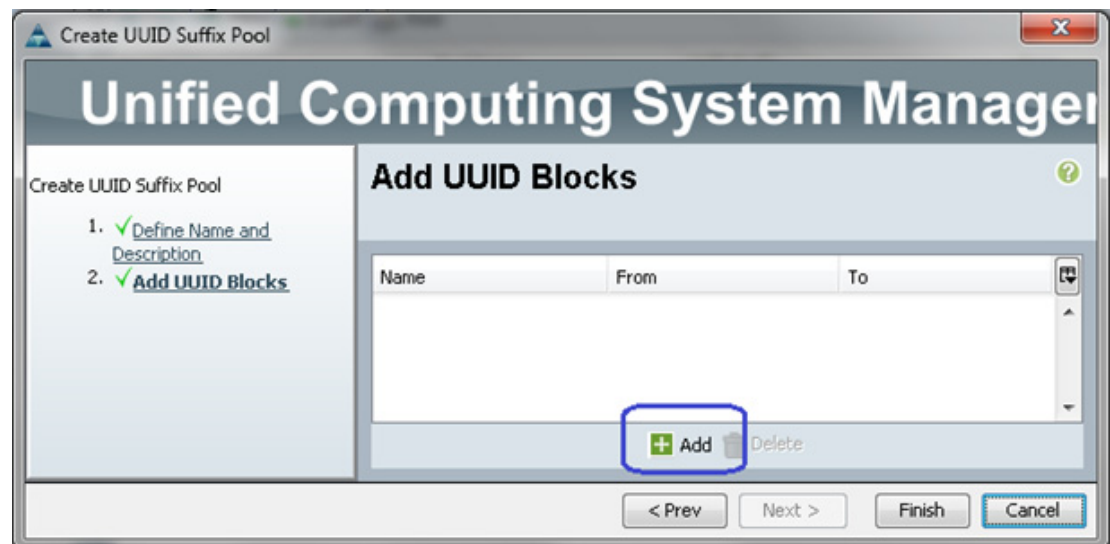 Create UUID Suffix Pool
Unified Computing System Manager
Create UUID Suffix Pool
1. √Define Name and
Description
2. √Add UUID Blocks
Add UUID Blocks
?
Name From To
Add Delete
< Prev Next > Finish Cancel